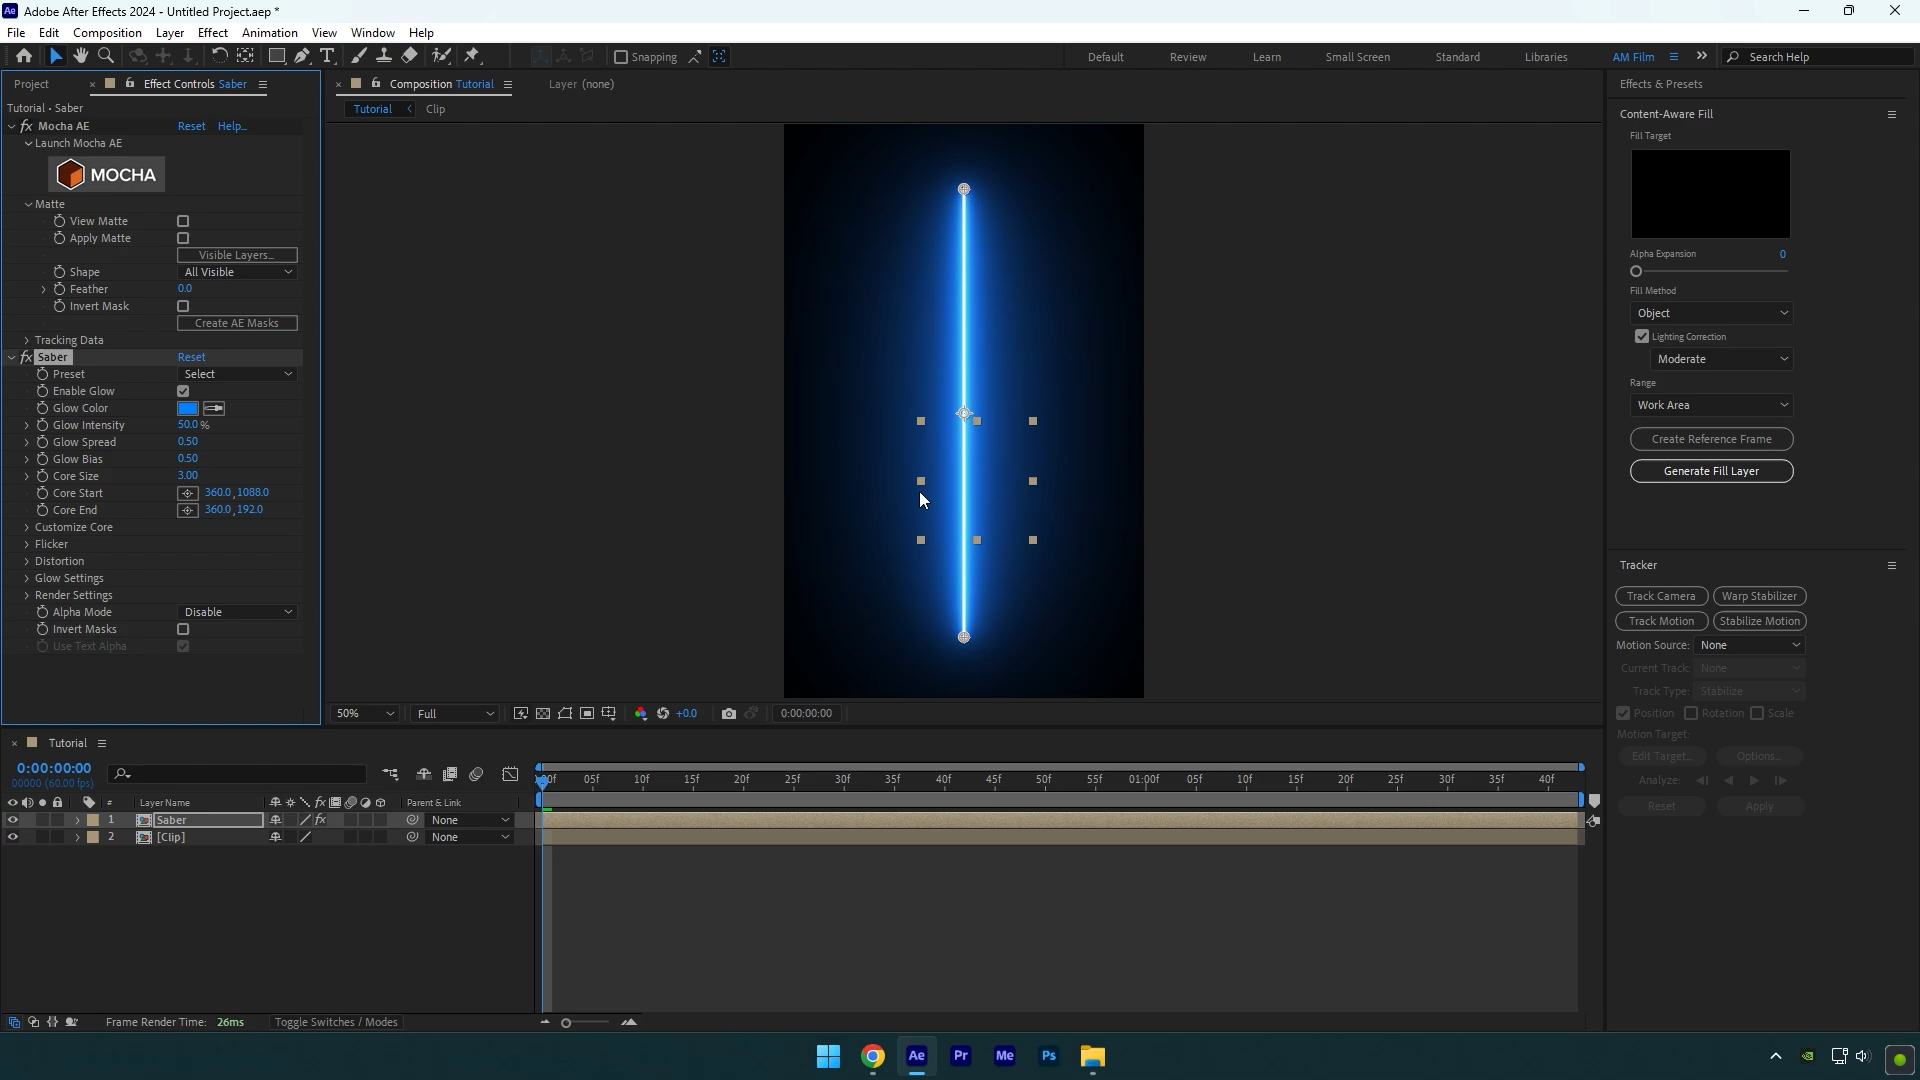 Ae Adobe After Effects 2024 - Untitled Project.aep *
File Edit Composition Layer Effect Animation View Window Help
Snapping
Default Review Learn Small Screen Standard Libraries AM Film Search Help
Project Effect Controls Saber
Tutorial • Saber
fx Mocha AE Reset Help...
Launch Mocha AE
MOCHA
Matte
View Matte
Apply Matte
Visible Layers...
Shape All Visible
Feather 0.0
Invert Mask
Create AE Masks
Tracking Data
fx Saber Reset
Preset Select
Enable Glow
Glow Color
Glow Intensity 50.0 %
Glow Spread 0.50
Glow Bias 0.50
Core Size 3.00
Core Start 360.0, 1088.0
Core End 360.0, 192.0
Customize Core
Flicker
Distortion
Glow Settings
Render Settings
Alpha Mode Disable
Invert Masks
Use Text Alpha
Composition Tutorial Layer (none)
Tutorial Clip
50% Full +0.0 0:00:00:00
Effects & Presets
Content-Aware Fill
Fill Target
Alpha Expansion 0
Fill Method
Object
Lighting Correction
Moderate
Range
Work Area
Create Reference Frame
Generate Fill Layer
Tracker
Track Camera Warp Stabilizer
Track Motion Stabilize Motion
Motion Source: None
Current Track: None
Track Type: Stabilize
Position Rotation Scale
Motion Target:
Edit Target... Options...
Analyze:
Reset Apply
Tutorial
0:00:00:00
00000 (60.00 fps)
# Layer Name fx Parent & Link
1 Saber fx None
2 [Clip] None
00f 05f 10f 15f 20f 25f 30f 35f 40f 45f 50f 55f 01:00f 05f 10f 15f 20f 25f 30f 35f 40f
Frame Render Time: 26ms Toggle Switches / Modes
Ae Pr Me Ps